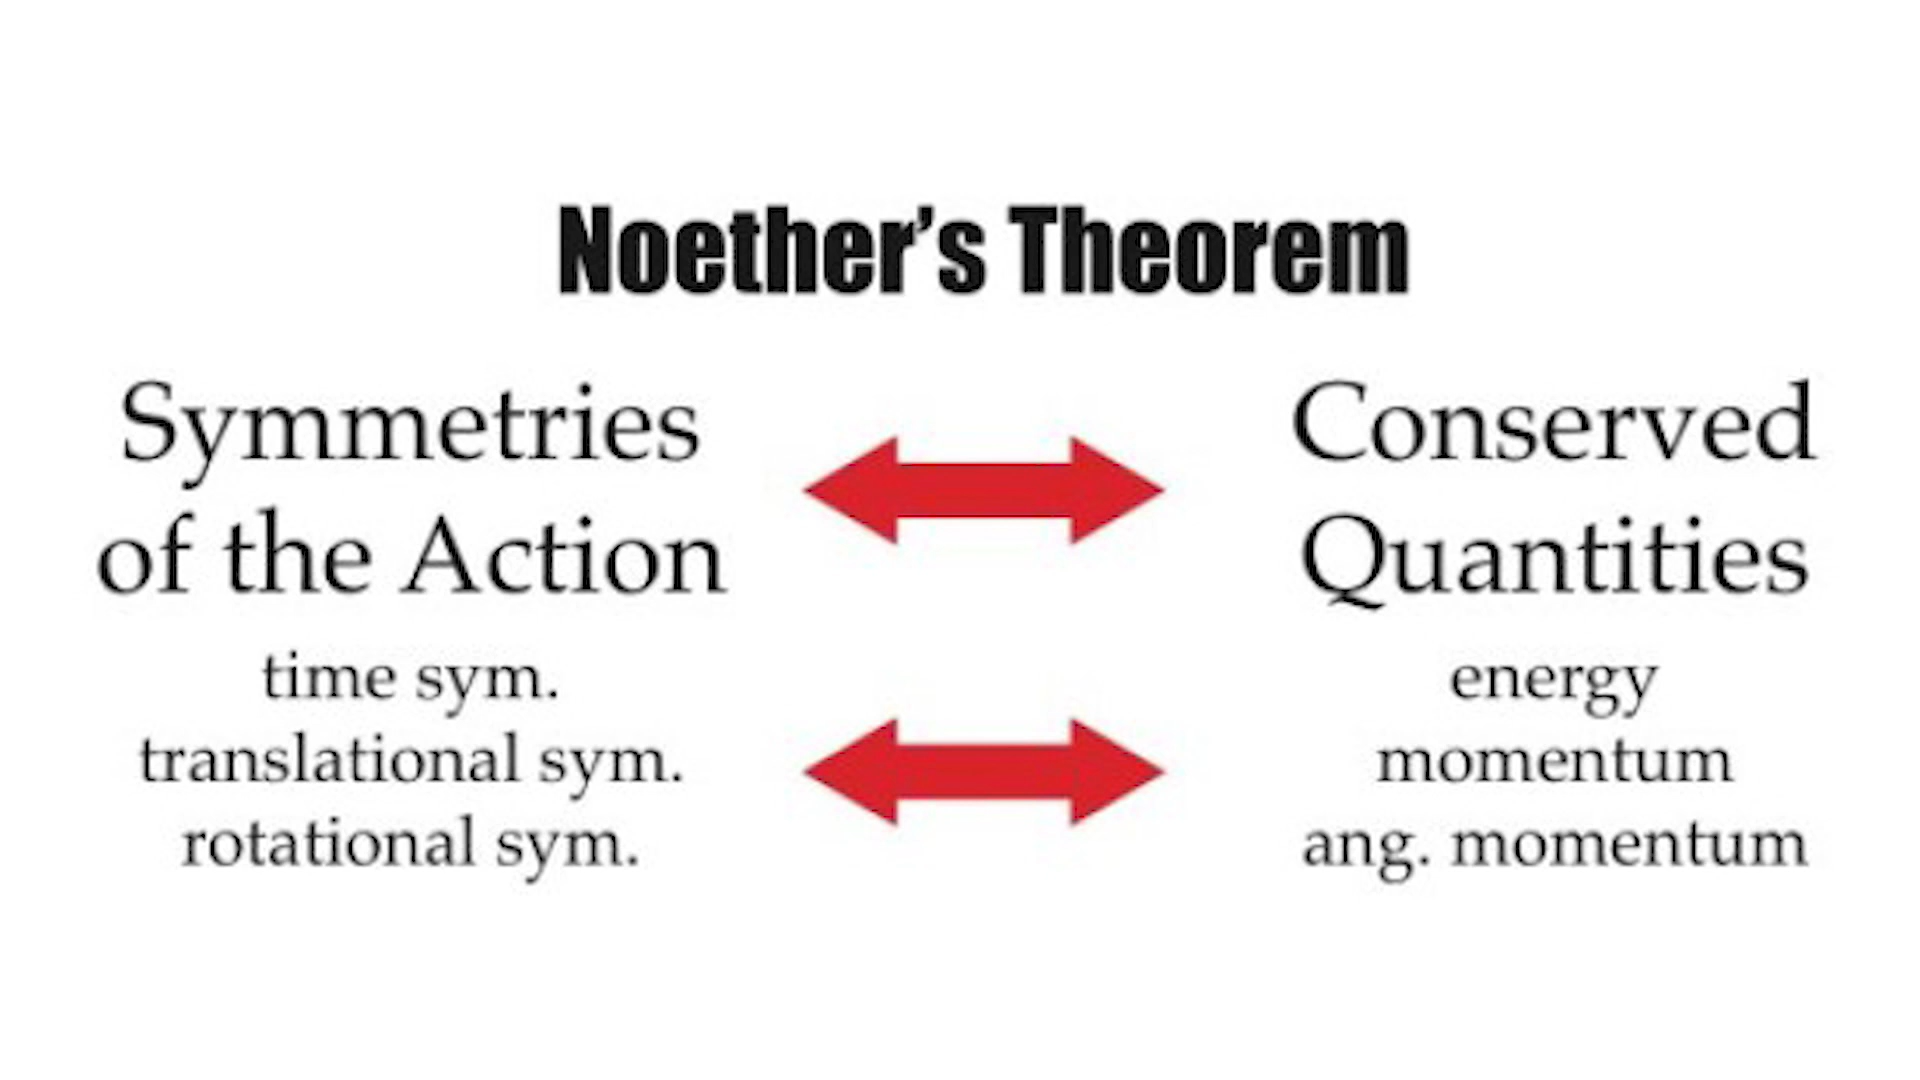 Noether’s Theorem
Symmetries
of the Action
Conserved
Quantities
time sym.
translational sym.
rotational sym.
energy
momentum
ang. momentum